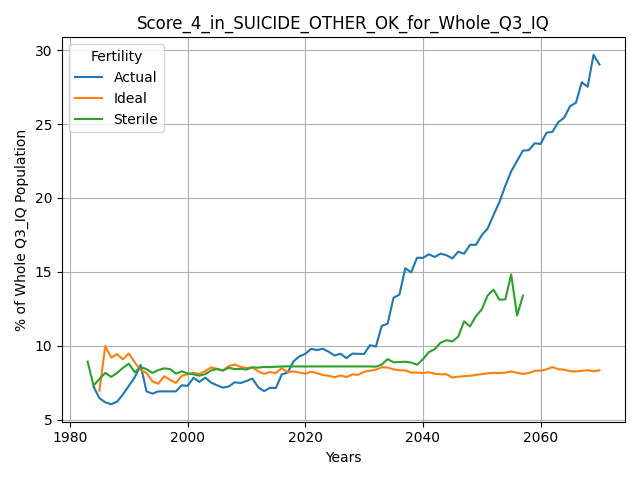 Score_4_in_SUICIDE_OTHER_OK_for_Whole_Q3_IQ
Fertility
Actual
Ideal
Sterile
% of Whole Q3_IQ Population
30
25
20
15
10
5
1980 2000 2020 2040 2060
Years